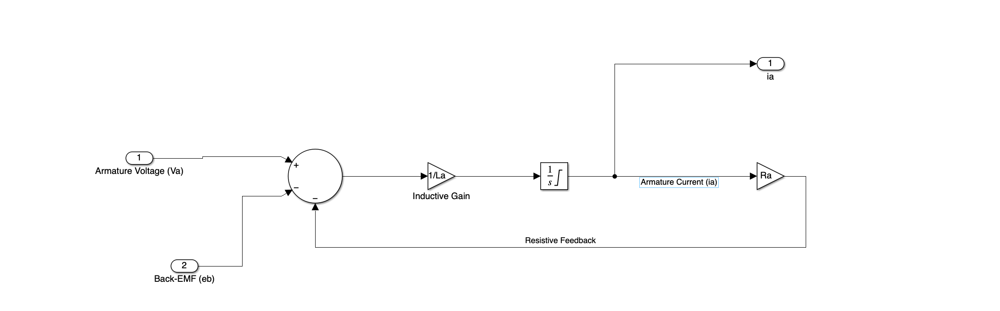 1
ia
1
Armature Voltage (Va)
+
−
−
1/La
Inductive Gain
1
s
Armature Current (ia)
Ra
Resistive Feedback
2
Back-EMF (eb)